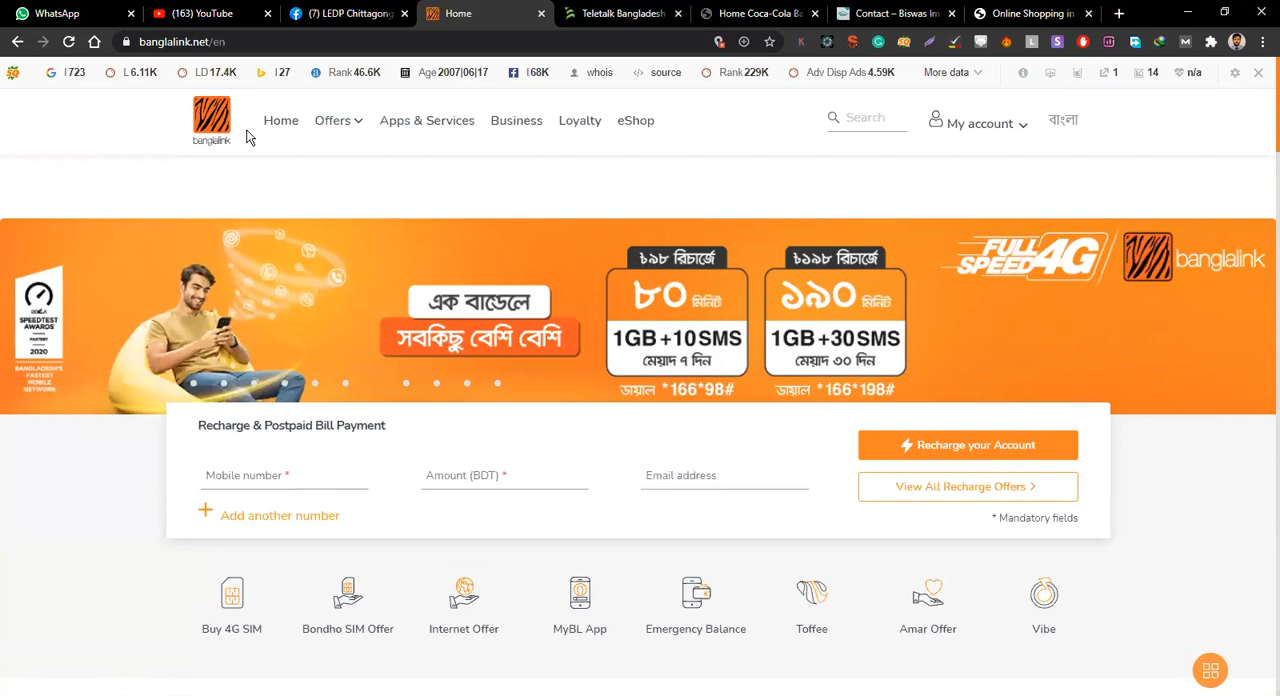 WhatsApp
(163) YouTube
(7) LEDP Chittagong
Home
Teletalk Bangladesh
Home Coca-Cola Ba
Contact – Biswas Im
Online Shopping in
banglalink.net/en
I 723
L 6.11K
LD 17.4K
I 27
Rank 46.6K
Age 2007|06|17
I 68K
whois
source
Rank 229K
Adv Disp Ads 4.59K
More data
1
14
n/a
banglalink
Home
Offers
Apps & Services
Business
Loyalty
eShop
Search
My account
বাংলা
SPEEDTEST
AWARDS
FASTEST
2020
BANGLADESH'S
FASTEST
MOBILE
NETWORK
এক বান্ডেলে
সবকিছু বেশি বেশি
৳৯৮ রিচার্জে
৮০ মিনিট
1GB+10SMS
মেয়াদ ৭ দিন
ডায়াল *166*98#
৳১৯৮ রিচার্জে
১৯০ মিনিট
1GB+30SMS
মেয়াদ ৩০ দিন
ডায়াল *166*198#
FULL
SPEED 4G
banglalink
Recharge & Postpaid Bill Payment
Mobile number *
Amount (BDT) *
Email address
Recharge your Account
View All Recharge Offers >
+ Add another number
* Mandatory fields
Buy 4G SIM
Bondho SIM Offer
Internet Offer
MyBL App
Emergency Balance
Toffee
Amar Offer
Vibe